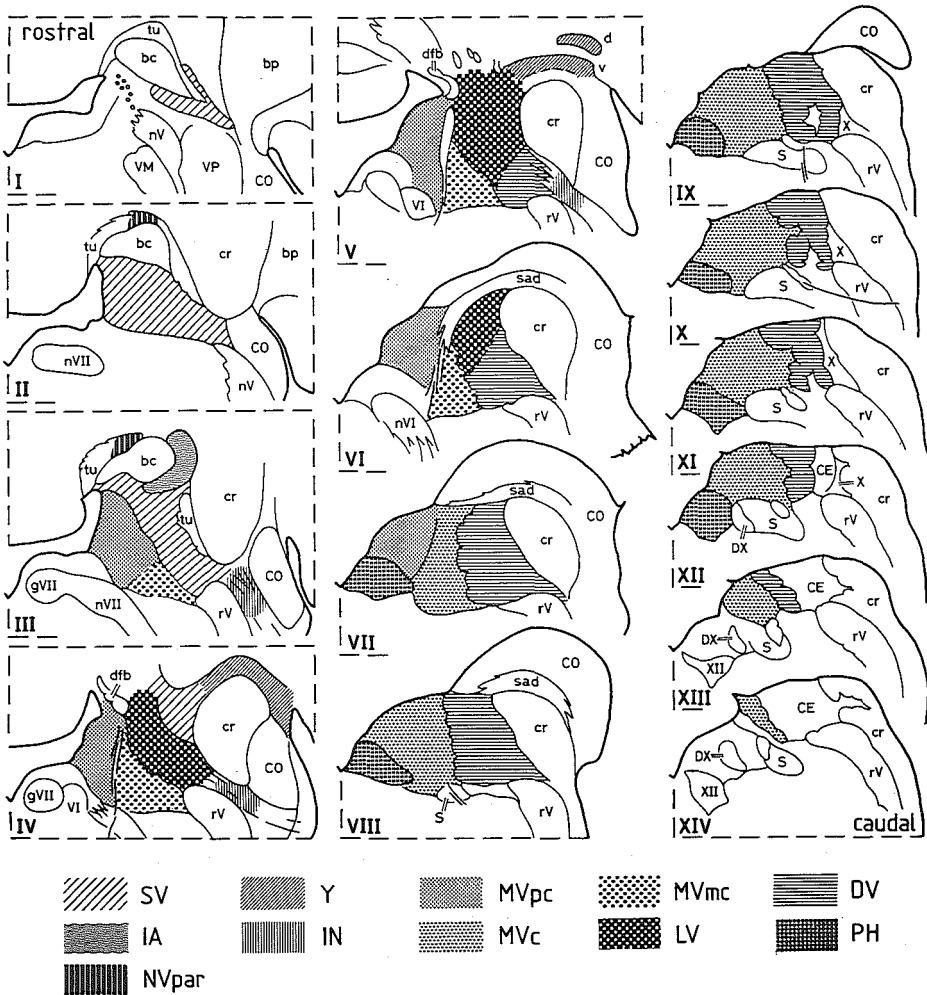 rostral
tu
bc
bp
nV
VM
VP
CO
I
tu
bc
cr
bp
nVII
CO
nV
II
tu
bc
cr
tu
gVII
nVII
rV
CO
III
dfb
cr
CO
gVII
VI
rV
IV
d
dfb
v
cr
CO
VI
rV
V
sad
cr
CO
nVI
rV
VI
sad
CO
cr
rV
VII
CO
sad
cr
S
rV
VIII
CO
cr
X
S
rV
IX
cr
X
S
rV
X
cr
X
S
rV
XI
CE
X
cr
S
rV
DX
XII
CE
cr
DX
S
rV
XII
XIII
CE
cr
DX
S
rV
XII
XIV
caudal
SV Y MVpc MVmc DV
IA IN MVc LV PH
NVpar